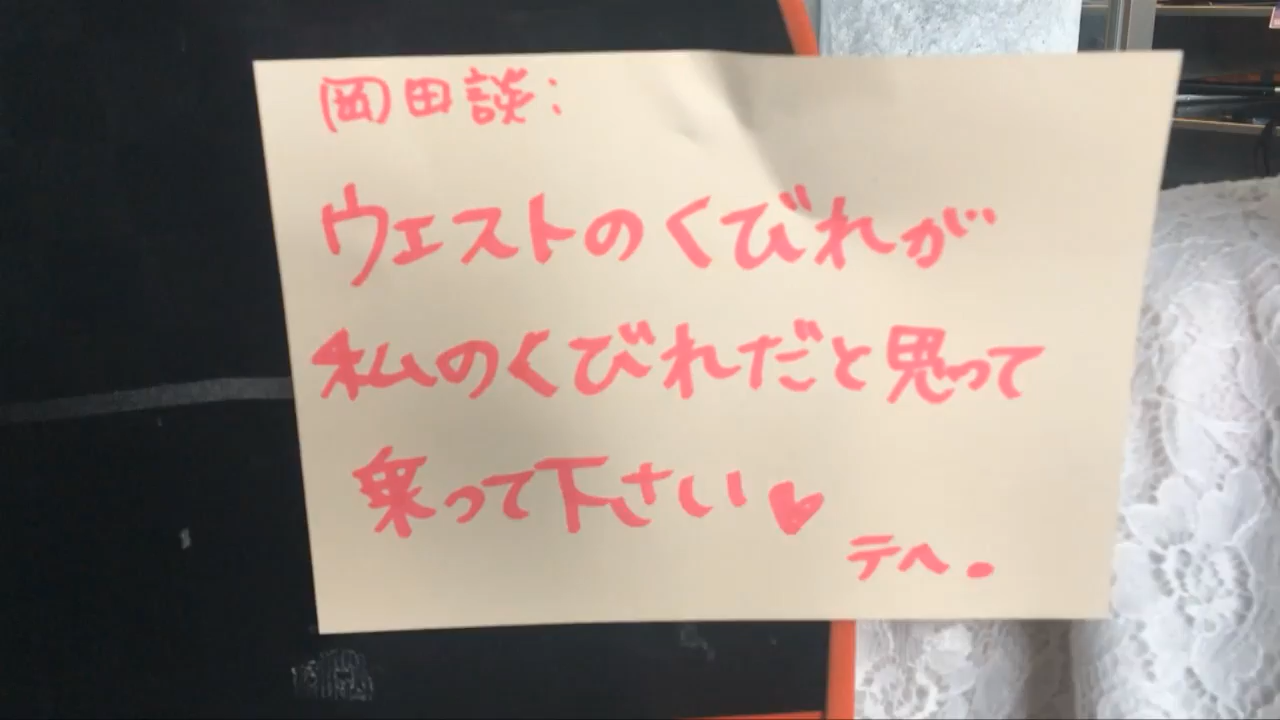 岡田談:
ウエストのくびれが
私のくびれだと思って
乗って下さい♥
テヘ。